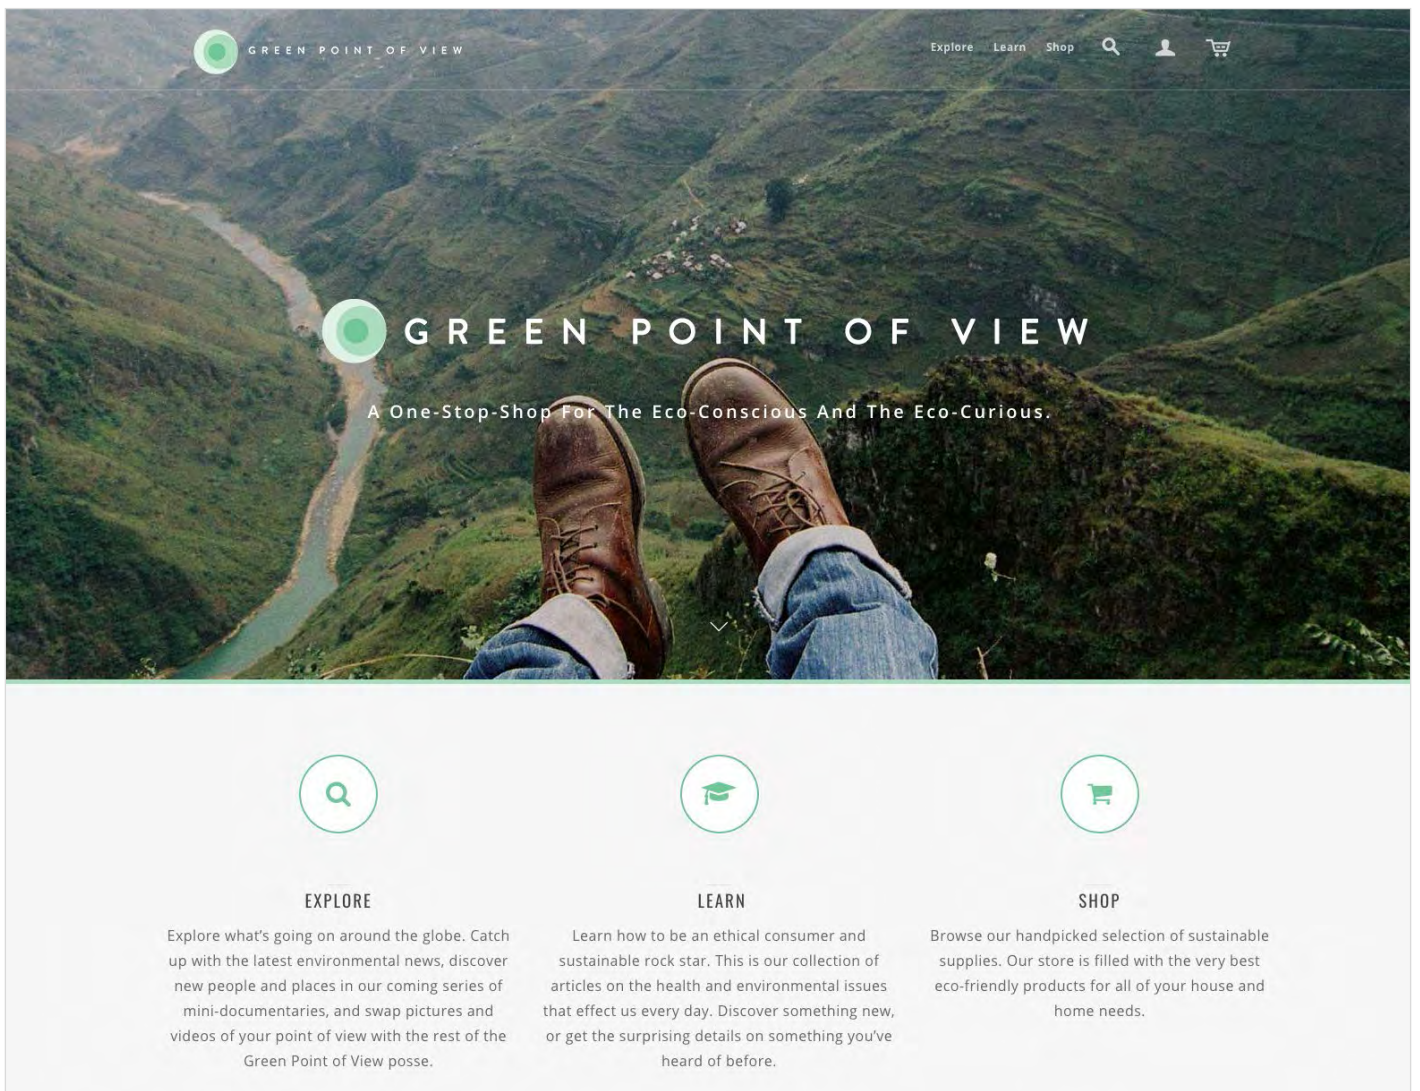 GREEN POINT OF VIEW
Explore Learn Shop
GREEN POINT OF VIEW
A One-Stop-Shop For The Eco-Conscious And The Eco-Curious.
EXPLORE
Explore what’s going on around the globe. Catch
up with the latest environmental news, discover
new people and places in our coming series of
mini-documentaries, and swap pictures and
videos of your point of view with the rest of the
Green Point of View posse.
LEARN
Learn how to be an ethical consumer and
sustainable rock star. This is our collection of
articles on the health and environmental issues
that effect us every day. Discover something new,
or get the surprising details on something you’ve
heard of before.
SHOP
Browse our handpicked selection of sustainable
supplies. Our store is filled with the very best
eco-friendly products for all of your house and
home needs.